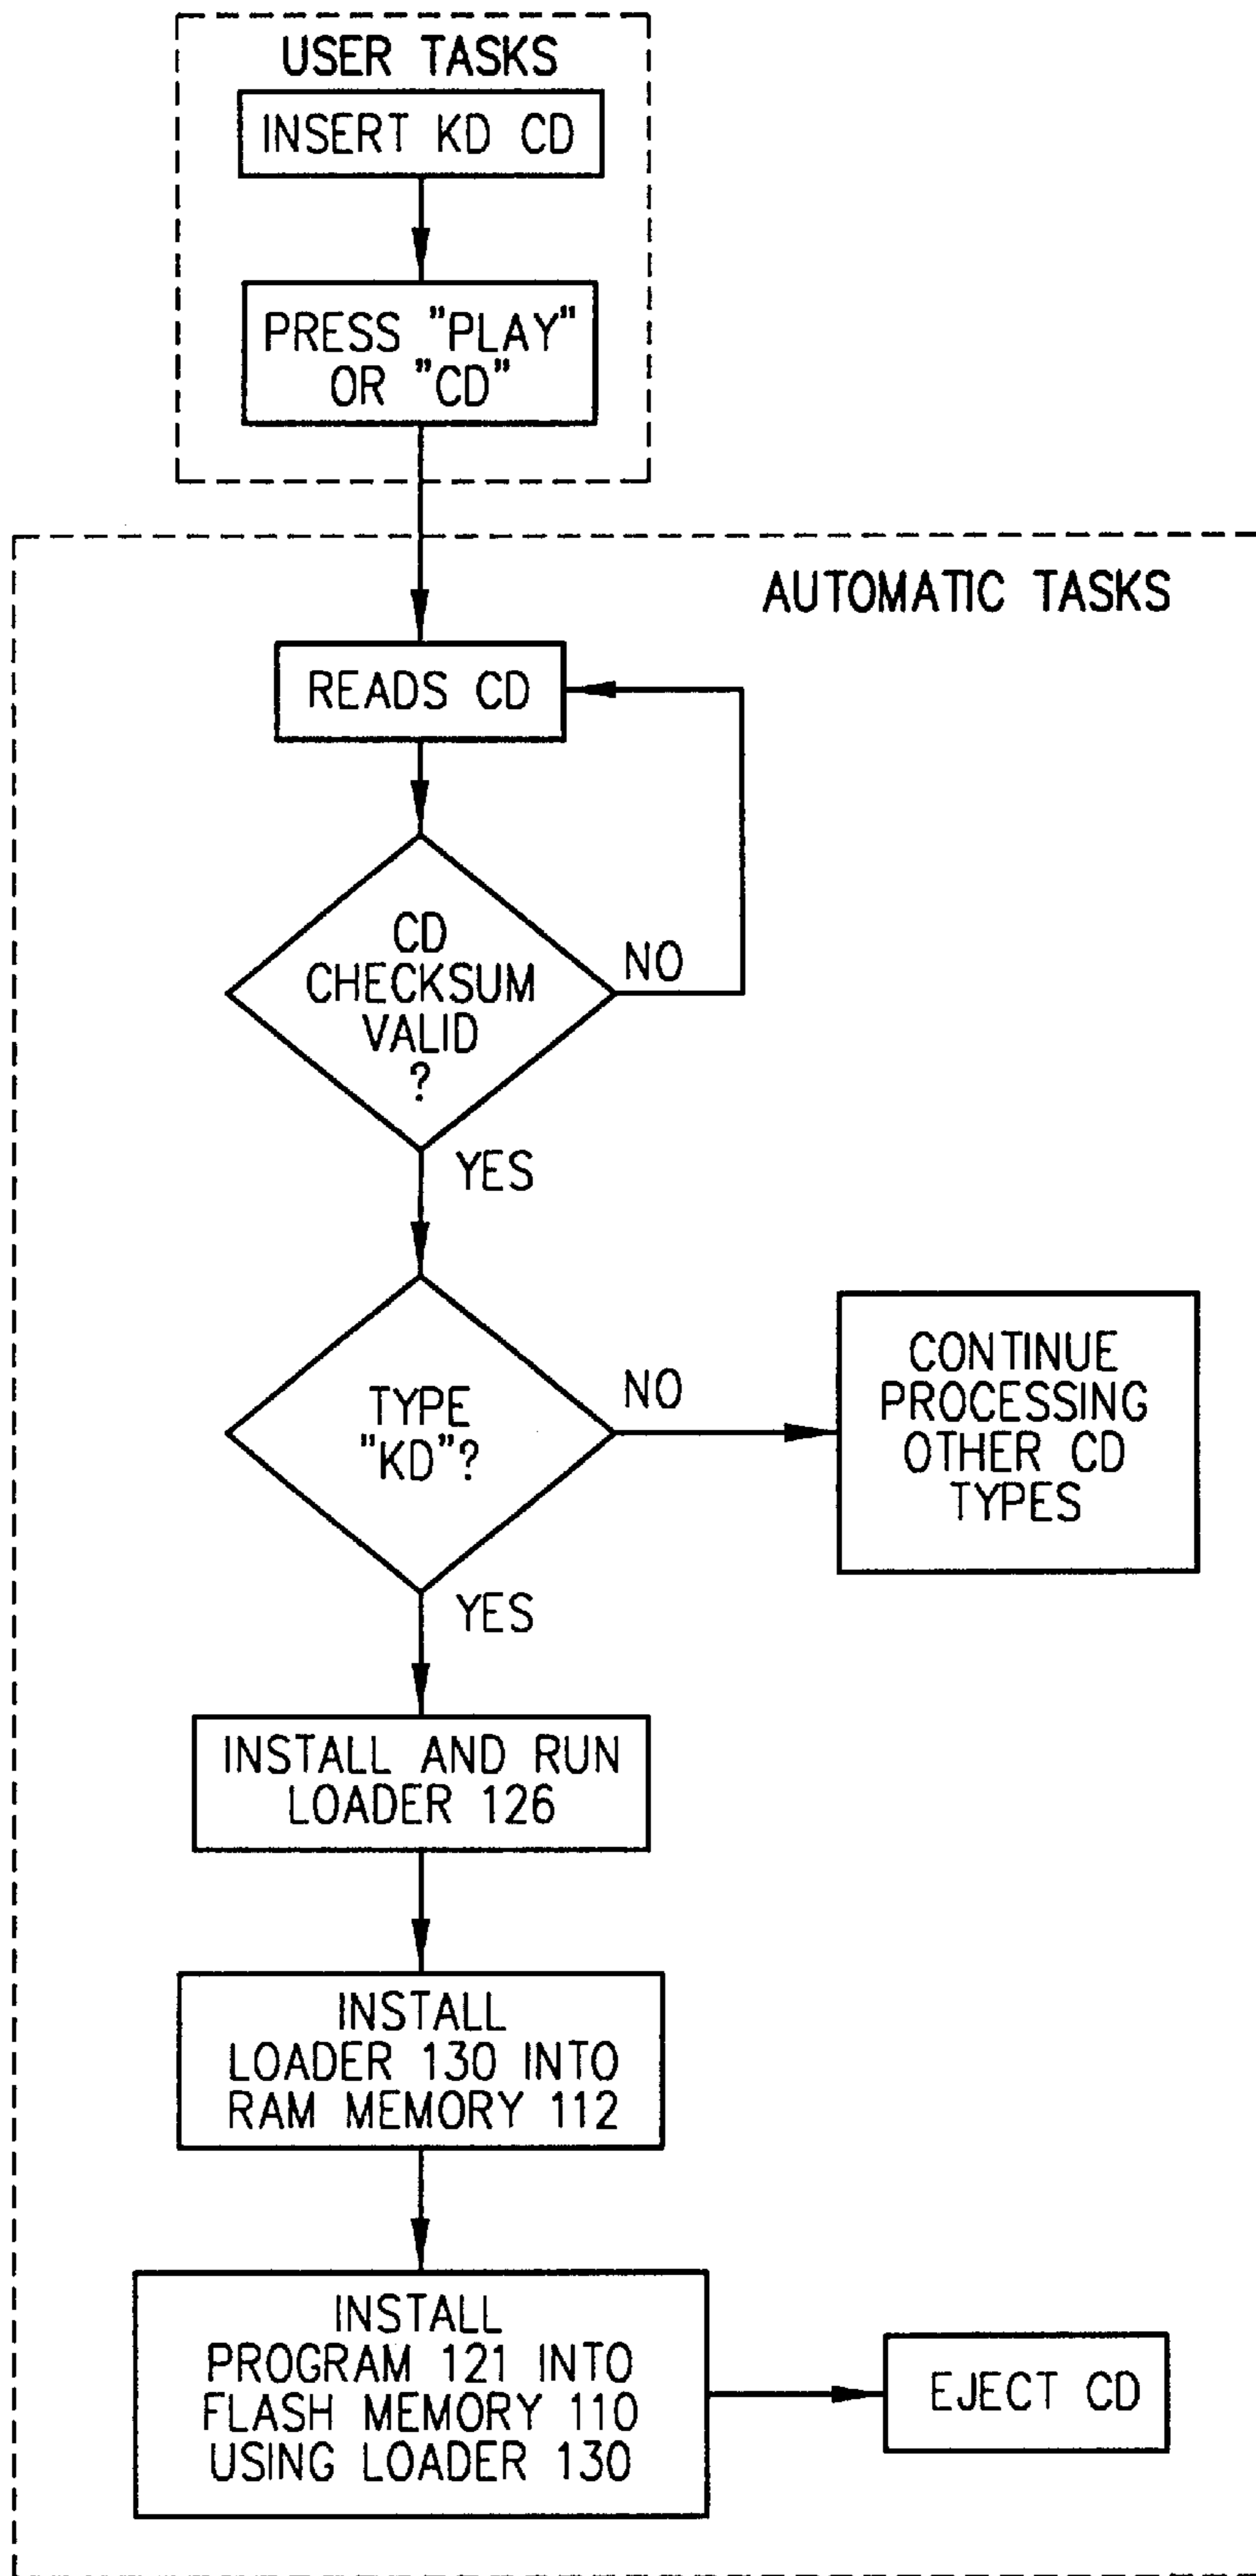 USER TASKS
INSERT KD CD
PRESS "PLAY"
OR "CD"
AUTOMATIC TASKS
READS CD
CD
CHECKSUM
VALID
?
NO
YES
TYPE
"KD"?
NO
CONTINUE
PROCESSING
OTHER CD
TYPES
YES
INSTALL AND RUN
LOADER 126
INSTALL
LOADER 130 INTO
RAM MEMORY 112
INSTALL
PROGRAM 121 INTO
FLASH MEMORY 110
USING LOADER 130
EJECT CD